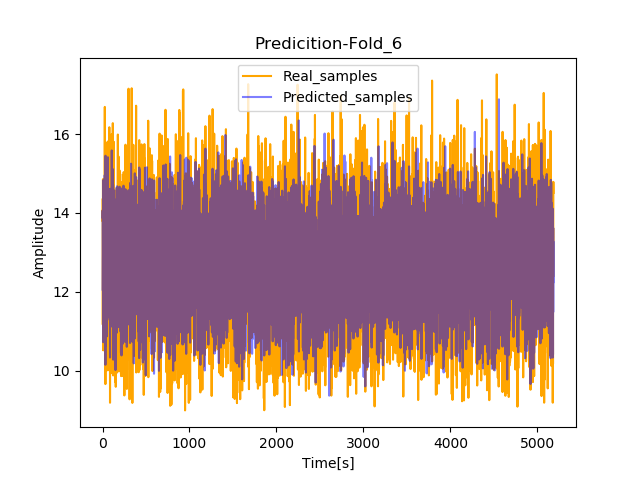 Predicition-Fold_6
Real_samples
Predicted_samples
16
14
12
10
Amplitude
0 1000 2000 3000 4000 5000
Time[s]